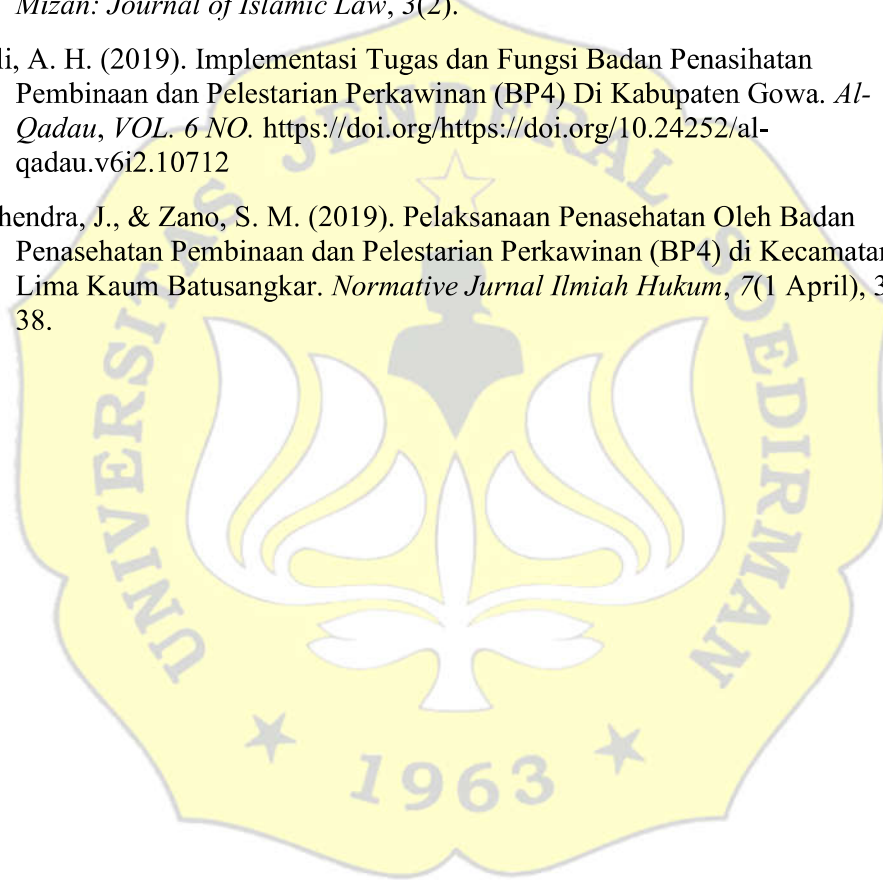 Mizan: Journal of Islamic Law, 3(2).
li, A. H. (2019). Implementasi Tugas dan Fungsi Badan Penasihatan
Pembinaan dan Pelestarian Perkawinan (BP4) Di Kabupaten Gowa. Al-
Qadau, VOL. 6 NO. https://doi.org/https://doi.org/10.24252/al-
qadau.v6i2.10712
hendra, J., & Zano, S. M. (2019). Pelaksanaan Penasehatan Oleh Badan
Penasehatan Pembinaan dan Pelestarian Perkawinan (BP4) di Kecamatan
Lima Kaum Batusangkar. Normative Jurnal Ilmiah Hukum, 7(1 April), 3
38.
UNIVERSITAS JENDERAL SOEDIRMAN
1963